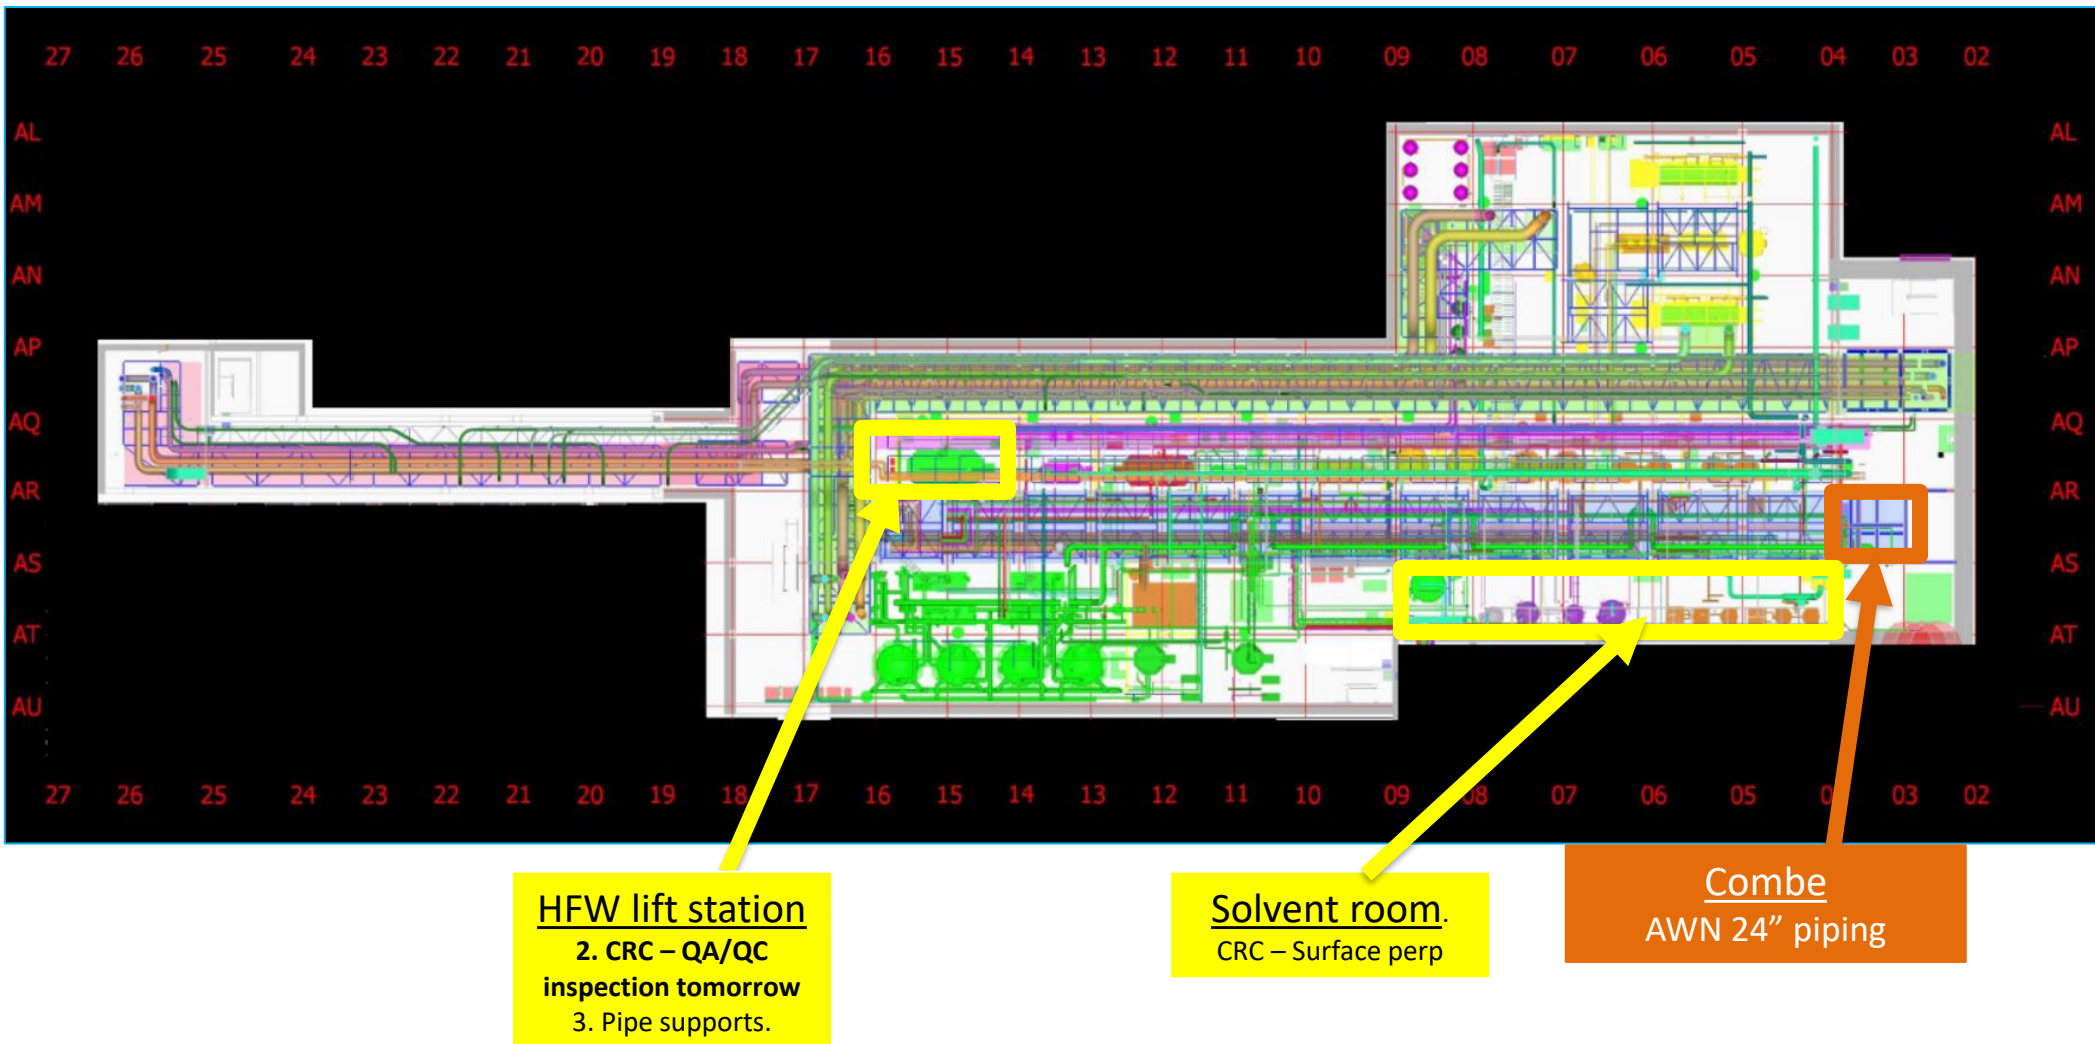 27 26 25 24 23 22 21 20 19 18 17 16 15 14 13 12 11 10 09 08 07 06 05 04 03 02
AL AL
AM AM
AN AN
AP AP
AQ AQ
AR AR
AS AS
AT AT
AU AU
27 26 25 24 23 22 21 20 19 18 17 16 15 14 13 12 11 10 09 08 07 06 05 03 02
HFW lift station
2. CRC – QA/QC
inspection tomorrow
3. Pipe supports.
Solvent room.
CRC – Surface perp
Combe
AWN 24” piping